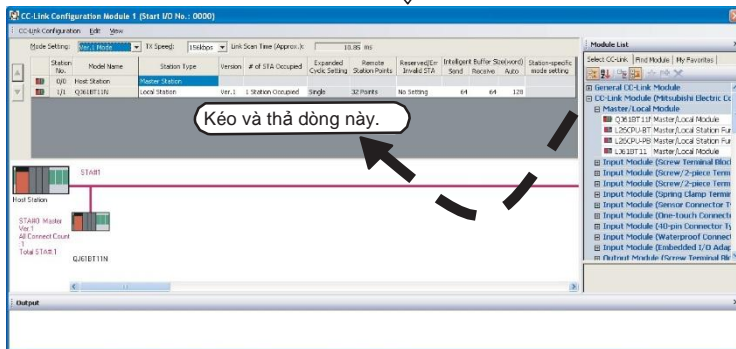 CC-Link Configuration Module 1 (Start I/O No.: 0000)
CC-Link Configuration Edit View
Mode Setting: Ver.1 Mode TX Speed: 156kbps Link Scan Time (Approx.): 10.85 ms
Station No. Model Name Station Type Version # of STA Occupied Expanded Cyclic Setting Remote Station Points Reserved/Err Invalid STA Intelligent Buffer Size(word) Send Receive Auto Station-specific mode setting
0/0 Host Station Master Station
1/1 QJ61BT11N Local Station Ver.1 1 Station Occupied Single 32 Points No Setting 64 64 128
Kéo và thả dòng này.
STA#1
Host Station
STA#0 Master
Ver.1
All Connect Count
:1
Total STA#:1
QJ61BT11N
Output
Module List
Select CC-Link Find Module My Favorites
General CC-Link Module
CC-Link Module (Mitsubishi Electric Co
Master/Local Module
QJ61BT11N Master/Local Module
L26CPU-BT Master/Local Station Fun
L26CPU-PB Master/Local Station Fun
LJ61BT11 Master/Local Module
Input Module (Screw Terminal Block
Input Module (Screw/2-piece Term
Input Module (Screw/2-piece Term
Input Module (Spring Clamp Termin
Input Module (Sensor Connector T
Input Module (One-touch Connect
Input Module (40-pin Connector Ty
Input Module (Waterproof Connect
Input Module (Embedded I/O Adap
Output Module (Screw Terminal Blo